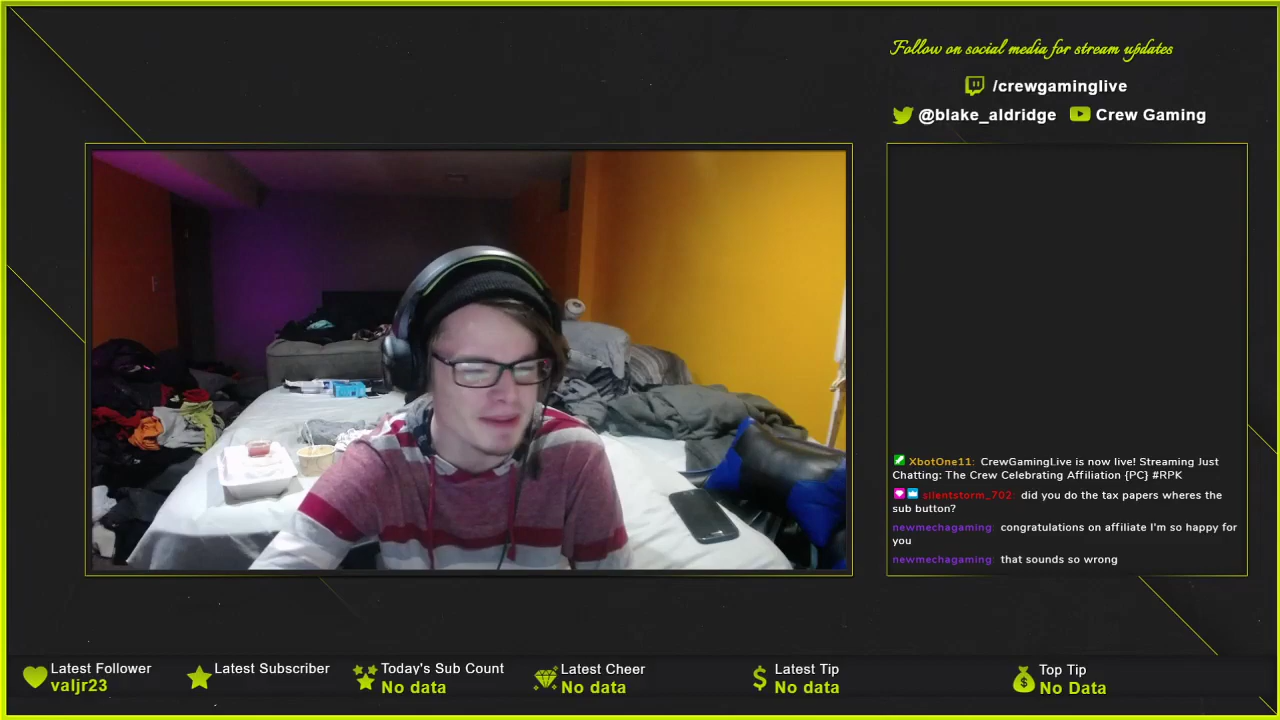 Follow on social media for stream updates
/crewgaminglive
@blake_aldridge Crew Gaming
XbotOne11: CrewGamingLive is now live! Streaming Just
Chatting: The Crew Celebrating Affiliation {PC} #RPK
silentstorm_702: did you do the tax papers wheres the
sub button?
newmechagaming: congratulations on affiliate I'm so happy for
you
newmechagaming: that sounds so wrong
Latest Follower
valjr23
Latest Subscriber
Today's Sub Count
No data
Latest Cheer
No data
Latest Tip
No data
Top Tip
No Data